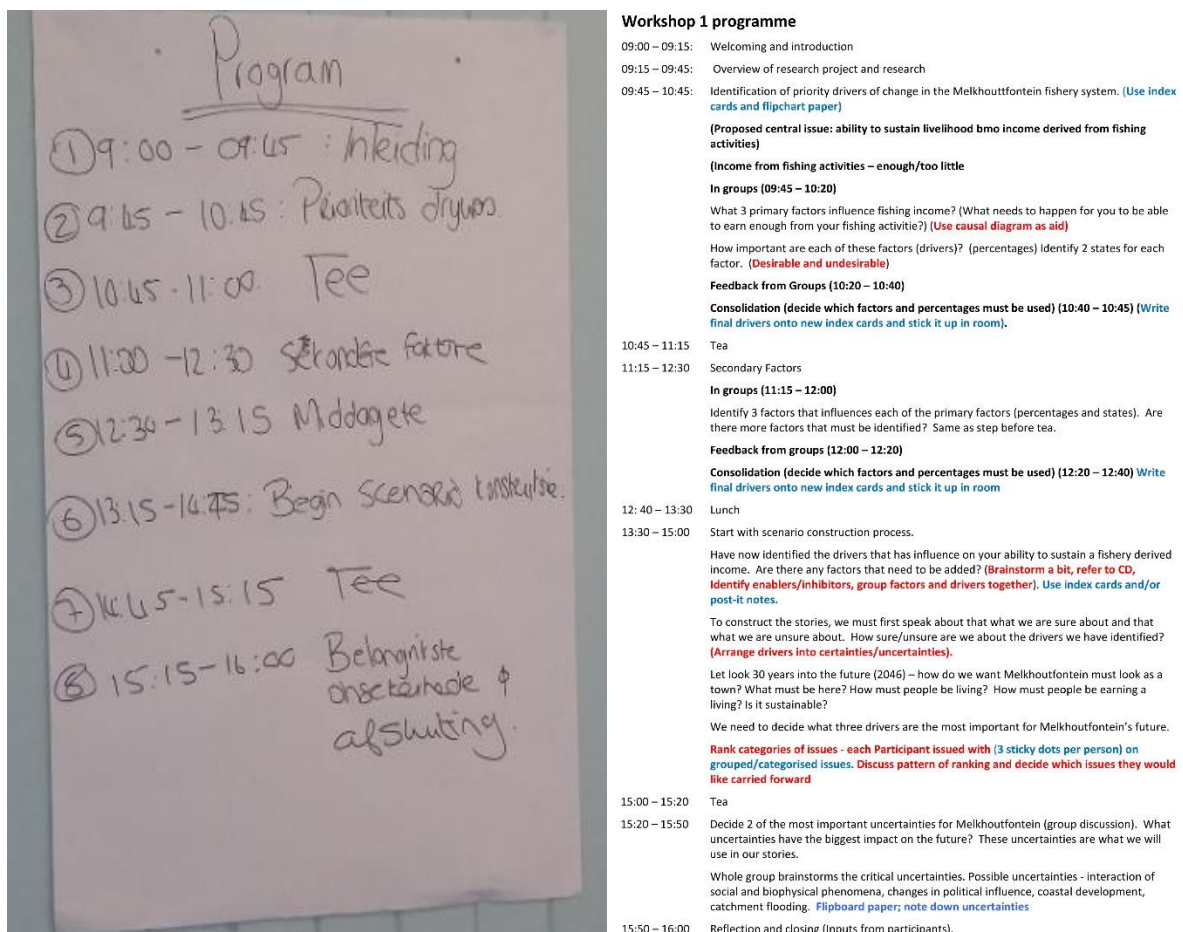 Program
① 9:00 – 09:45 : Inleiding
② 9:45 – 10:45 : Prioriteits drywers.
③ 10:45 - 11:00. Tee
④ 11:00 – 12:30 Sekondêre faktore
⑤ 12:30 – 13:15 Middagete
⑥ 13:15 – 14:45 : Begin scenario konstruksie.
⑦ 14:45 – 15:15 Tee
⑧ 15:15 – 16:00 Belangrikste
onsekerhede &
afsluiting.
Workshop 1 programme
09:00 – 09:15: Welcoming and introduction
09:15 – 09:45: Overview of research project and research
09:45 – 10:45: Identification of priority drivers of change in the Melkhouttfontein fishery system. (Use index
cards and flipchart paper)
(Proposed central issue: ability to sustain livelihood bmo income derived from fishing
activities)
(Income from fishing activities – enough/too little
In groups (09:45 – 10:20)
What 3 primary factors influence fishing income? (What needs to happen for you to be able
to earn enough from your fishing activitie?) (Use causal diagram as aid)
How important are each of these factors (drivers)? (percentages) Identify 2 states for each
factor. (Desirable and undesirable)
Feedback from Groups (10:20 – 10:40)
Consolidation (decide which factors and percentages must be used) (10:40 – 10:45) (Write
final drivers onto new index cards and stick it up in room).
10:45 – 11:15 Tea
11:15 – 12:30 Secondary Factors
In groups (11:15 – 12:00)
Identify 3 factors that influences each of the primary factors (percentages and states). Are
there more factors that must be identified? Same as step before tea.
Feedback from groups (12:00 – 12:20)
Consolidation (decide which factors and percentages must be used) (12:20 – 12:40) Write
final drivers onto new index cards and stick it up in room
12: 40 – 13:30 Lunch
13:30 – 15:00 Start with scenario construction process.
Have now identified the drivers that has influence on your ability to sustain a fishery derived
income. Are there any factors that need to be added? (Brainstorm a bit, refer to CD,
Identify enablers/inhibitors, group factors and drivers together). Use index cards and/or
post-it notes.
To construct the stories, we must first speak about that what we are sure about and that
what we are unsure about. How sure/unsure are we about the drivers we have identified?
(Arrange drivers into certainties/uncertainties).
Let look 30 years into the future (2046) – how do we want Melkhoutfontein must look as a
town? What must be here? How must people be living? How must people be earning a
living? Is it sustainable?
We need to decide what three drivers are the most important for Melkhoutfontein's future.
Rank categories of issues - each Participant issued with (3 sticky dots per person) on
grouped/categorised issues. Discuss pattern of ranking and decide which issues they would
like carried forward
15:00 – 15:20 Tea
15:20 – 15:50 Decide 2 of the most important uncertainties for Melkhoutfontein (group discussion). What
uncertainties have the biggest impact on the future? These uncertainties are what we will
use in our stories.
Whole group brainstorms the critical uncertainties. Possible uncertainties - interaction of
social and biophysical phenomena, changes in political influence, coastal development,
catchment flooding. Flipboard paper; note down uncertainties
15:50 – 16:00 Reflection and closing (Inputs from participants).